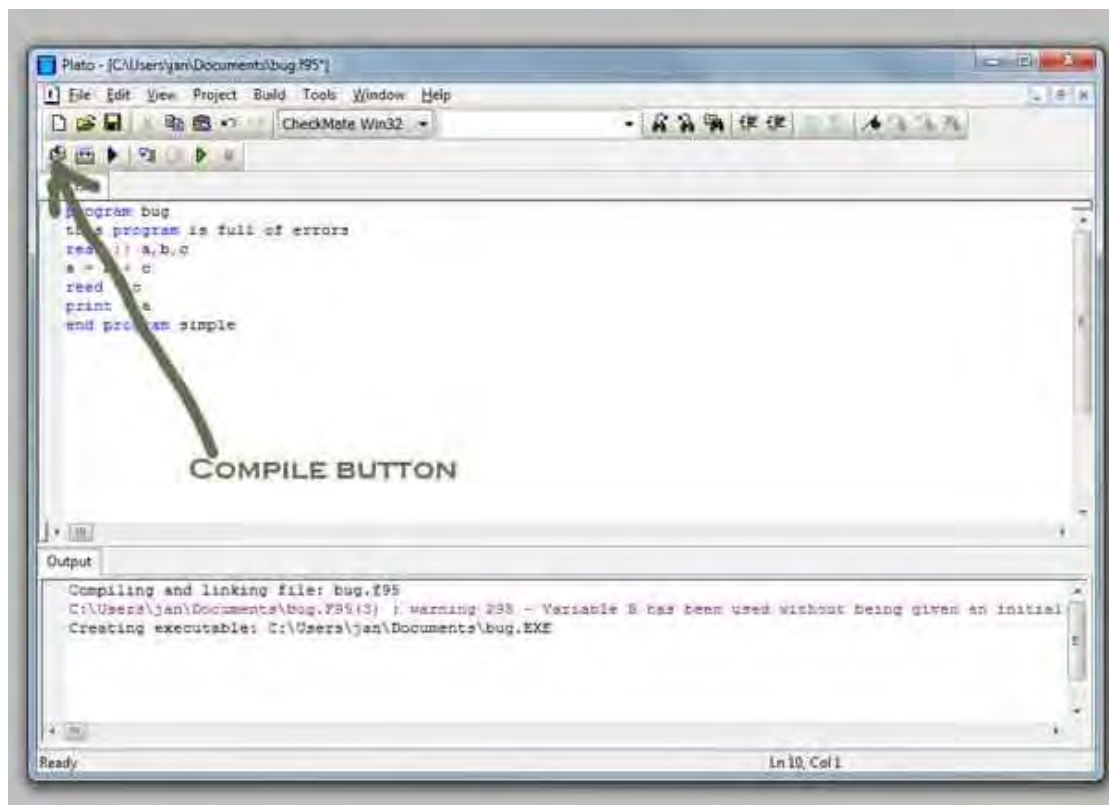 Plato - [C:\Users\jan\Documents\bug.f95*]
File Edit View Project Build Tools Window Help
CheckMate Win32
program bug
this program is full of errors
a,b,c
a = c
reed c
print a
end program simple
COMPILE BUTTON
Output
Compiling and linking file: bug.f95
C:\Users\jan\Documents\bug.F95(3) : warning 298 - Variable B has been used without being given an initial
Creating executable: C:\Users\jan\Documents\bug.EXE
Ready
Ln 10, Col 1